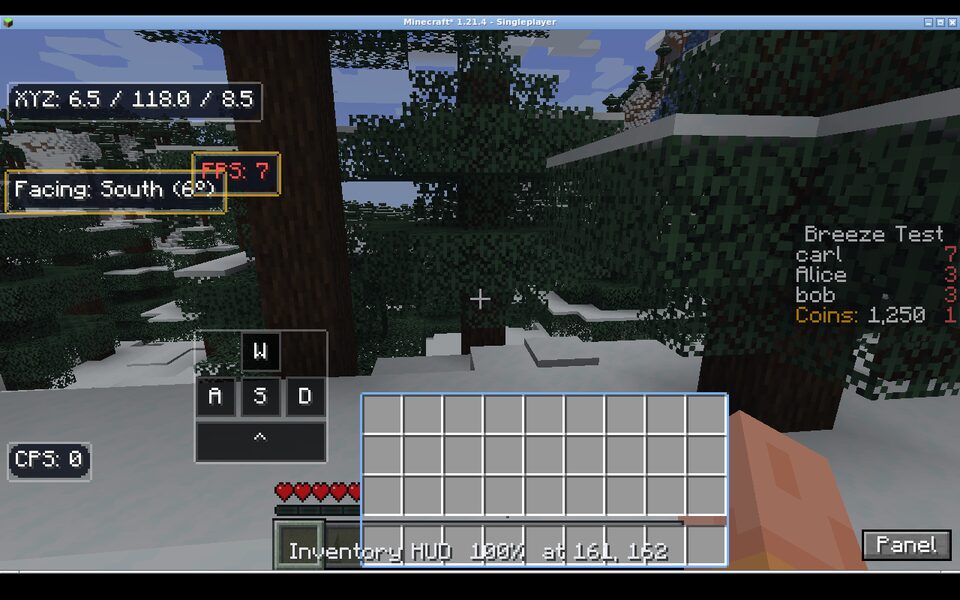 Minecraft* 1.21.4 - Singleplayer
XYZ: 6.5 / 118.0 / 8.5
FPS: 7
Facing: South (6°)
Breeze Test
carl 7
Alice 3
bob 3
Coins: 1,250 1
W
A S D
^
CPS: 0
Inventory HUD 100% at 161, 162
Panel